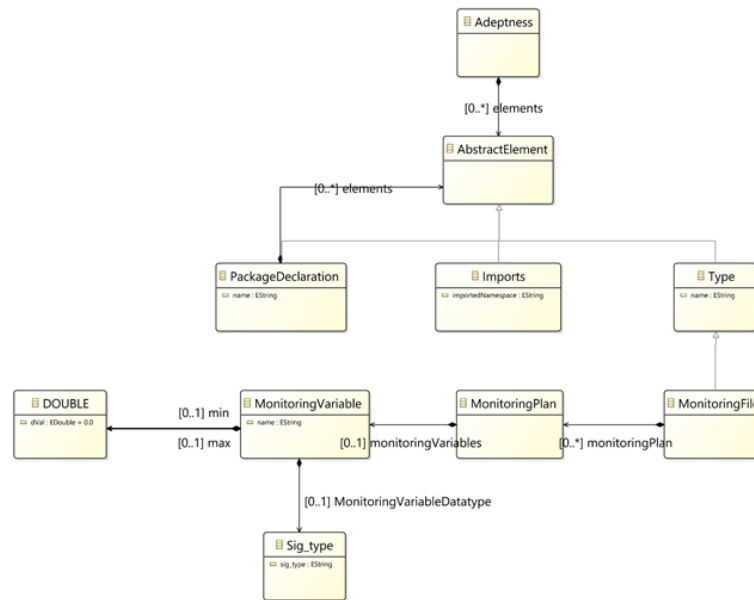 Adeptness
[0..*] elements
AbstractElement
[0..*] elements
PackageDeclaration
name : EString
Imports
importedNamespace : EString
Type
name : EString
DOUBLE
dVal : EDouble = 0.0
[0..1] min
[0..1] max
MonitoringVariable
name : EString
[0..1] monitoringVariables
MonitoringPlan
[0..*] monitoringPlan
MonitoringFile
[0..1] MonitoringVariableDatatype
Sig_type
sig_type : EString